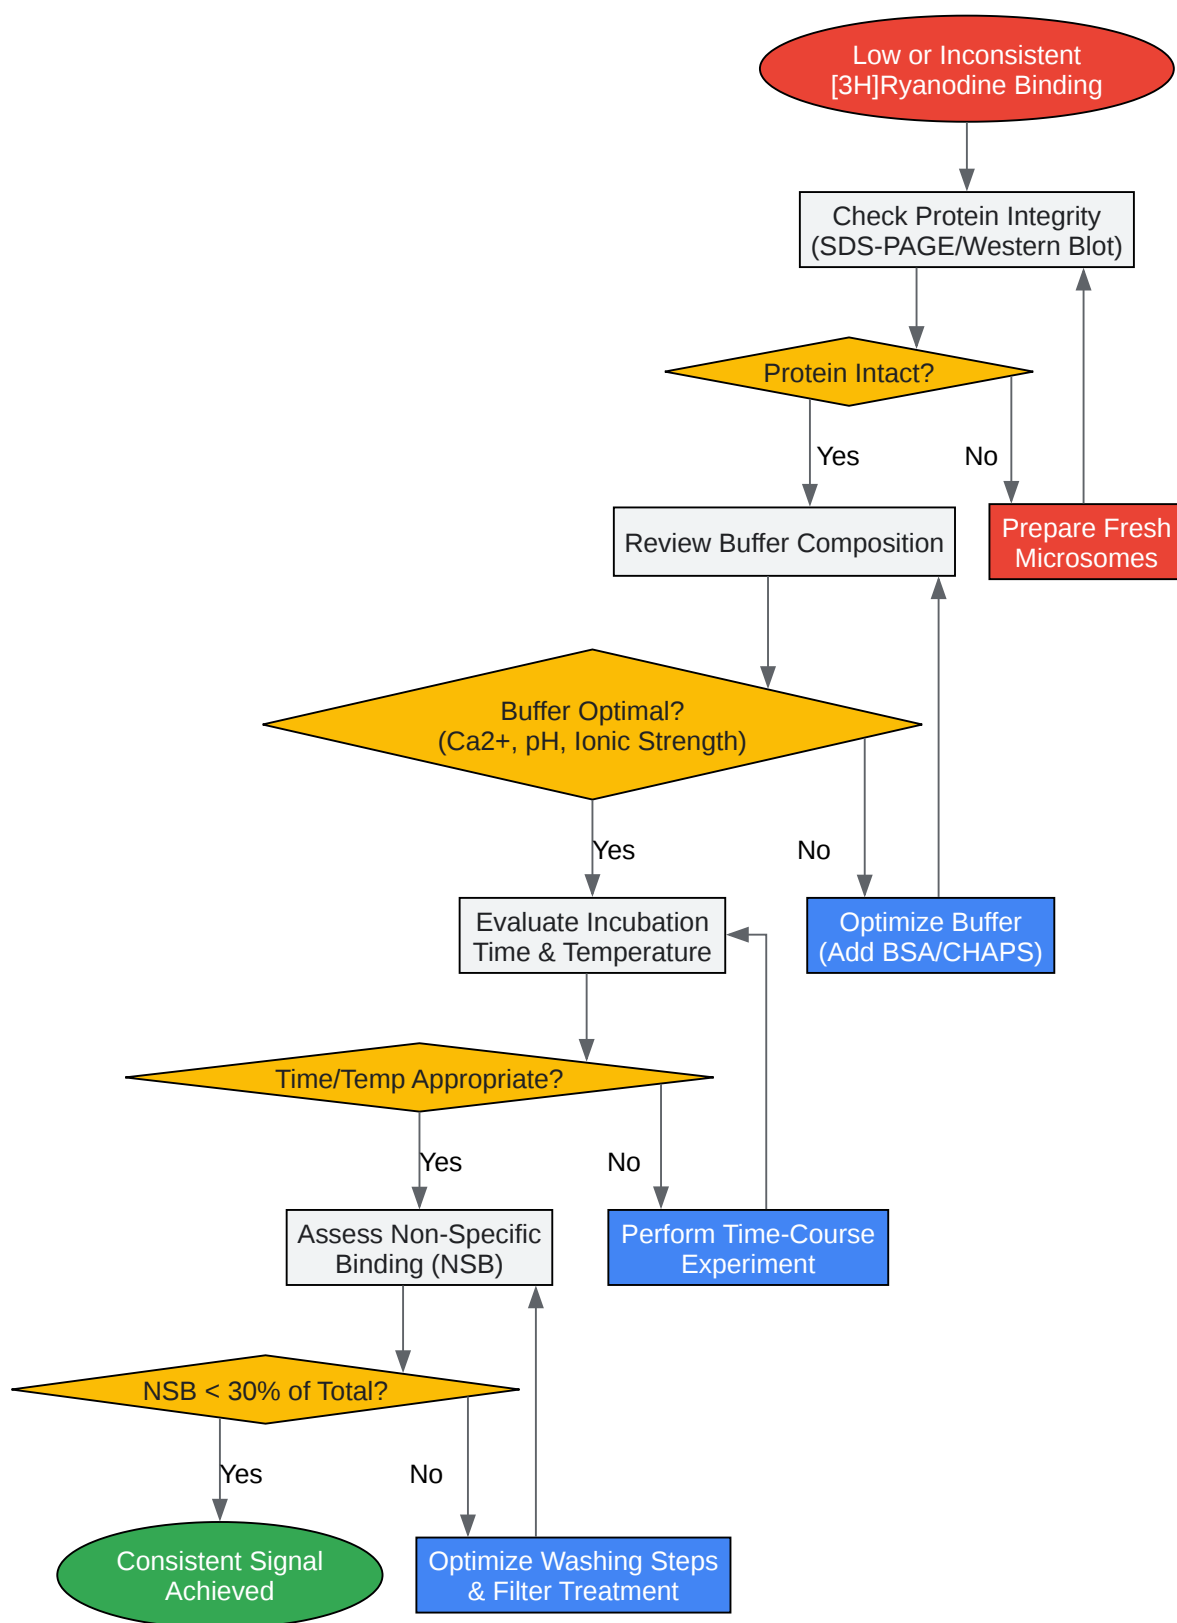 Low or Inconsistent
[3H]Ryanodine Binding
Check Protein Integrity
(SDS-PAGE/Western Blot)
Protein Intact?
Yes
No
Review Buffer Composition
Prepare Fresh
Microsomes
Buffer Optimal?
(Ca2+, pH, Ionic Strength)
Yes
No
Evaluate Incubation
Time & Temperature
Optimize Buffer
(Add BSA/CHAPS)
Time/Temp Appropriate?
Yes
No
Assess Non-Specific
Binding (NSB)
Perform Time-Course
Experiment
NSB < 30% of Total?
Yes
No
Consistent Signal
Achieved
Optimize Washing Steps
& Filter Treatment